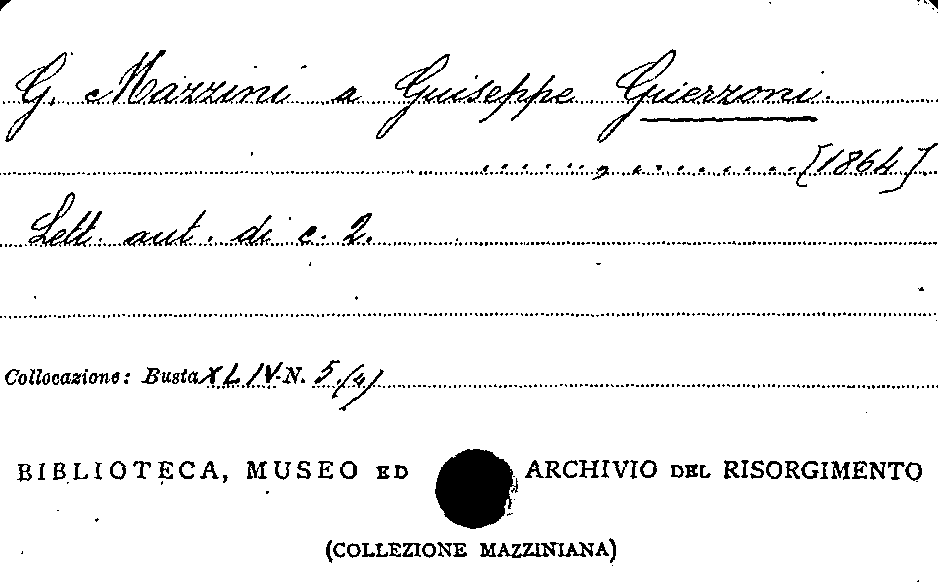 G. Mazzini a Giuseppe Guerzoni.
......, ........ [1864]
Lett. aut. di c. 2.
Collocazione: Busta XLIV-N. 5.(4)
BIBLIOTECA, MUSEO ED ARCHIVIO DEL RISORGIMENTO
(COLLEZIONE MAZZINIANA)